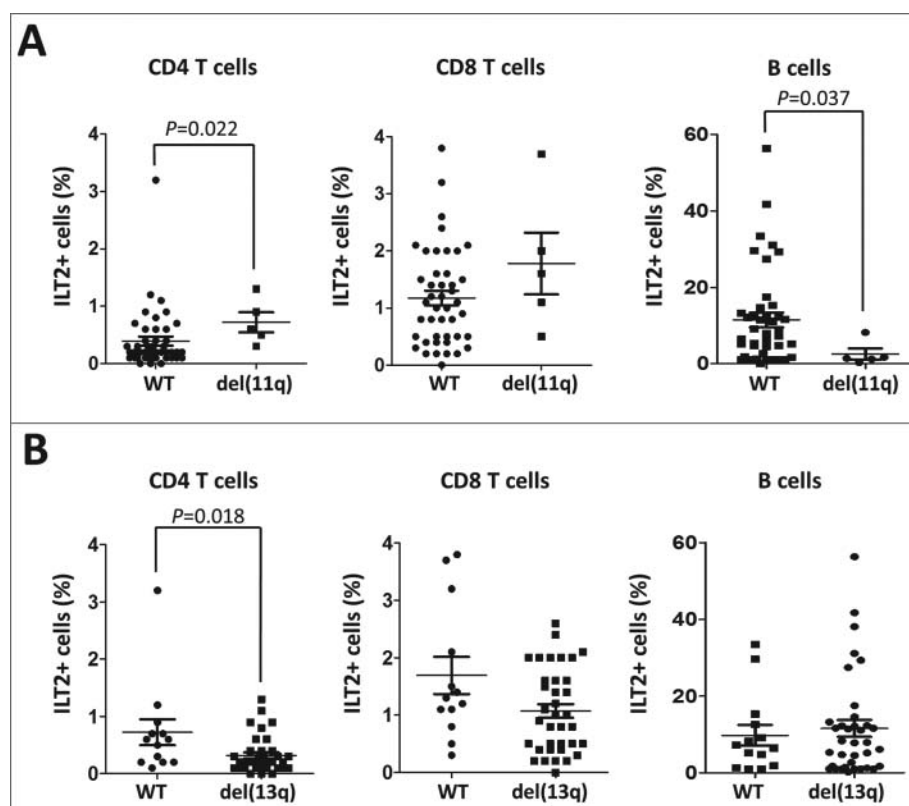 A
CD4 T cells
CD8 T cells
B cells
P=0.022
P=0.037
ILT2+ cells (%)
4
3
2
1
0
WT
del(11q)
ILT2+ cells (%)
4
3
2
1
0
WT
del(11q)
ILT2+ cells (%)
60
40
20
0
WT
del(11q)
B
CD4 T cells
CD8 T cells
B cells
P=0.018
ILT2+ cells (%)
4
3
2
1
0
WT
del(13q)
ILT2+ cells (%)
4
3
2
1
0
WT
del(13q)
ILT2+ cells (%)
60
40
20
0
WT
del(13q)